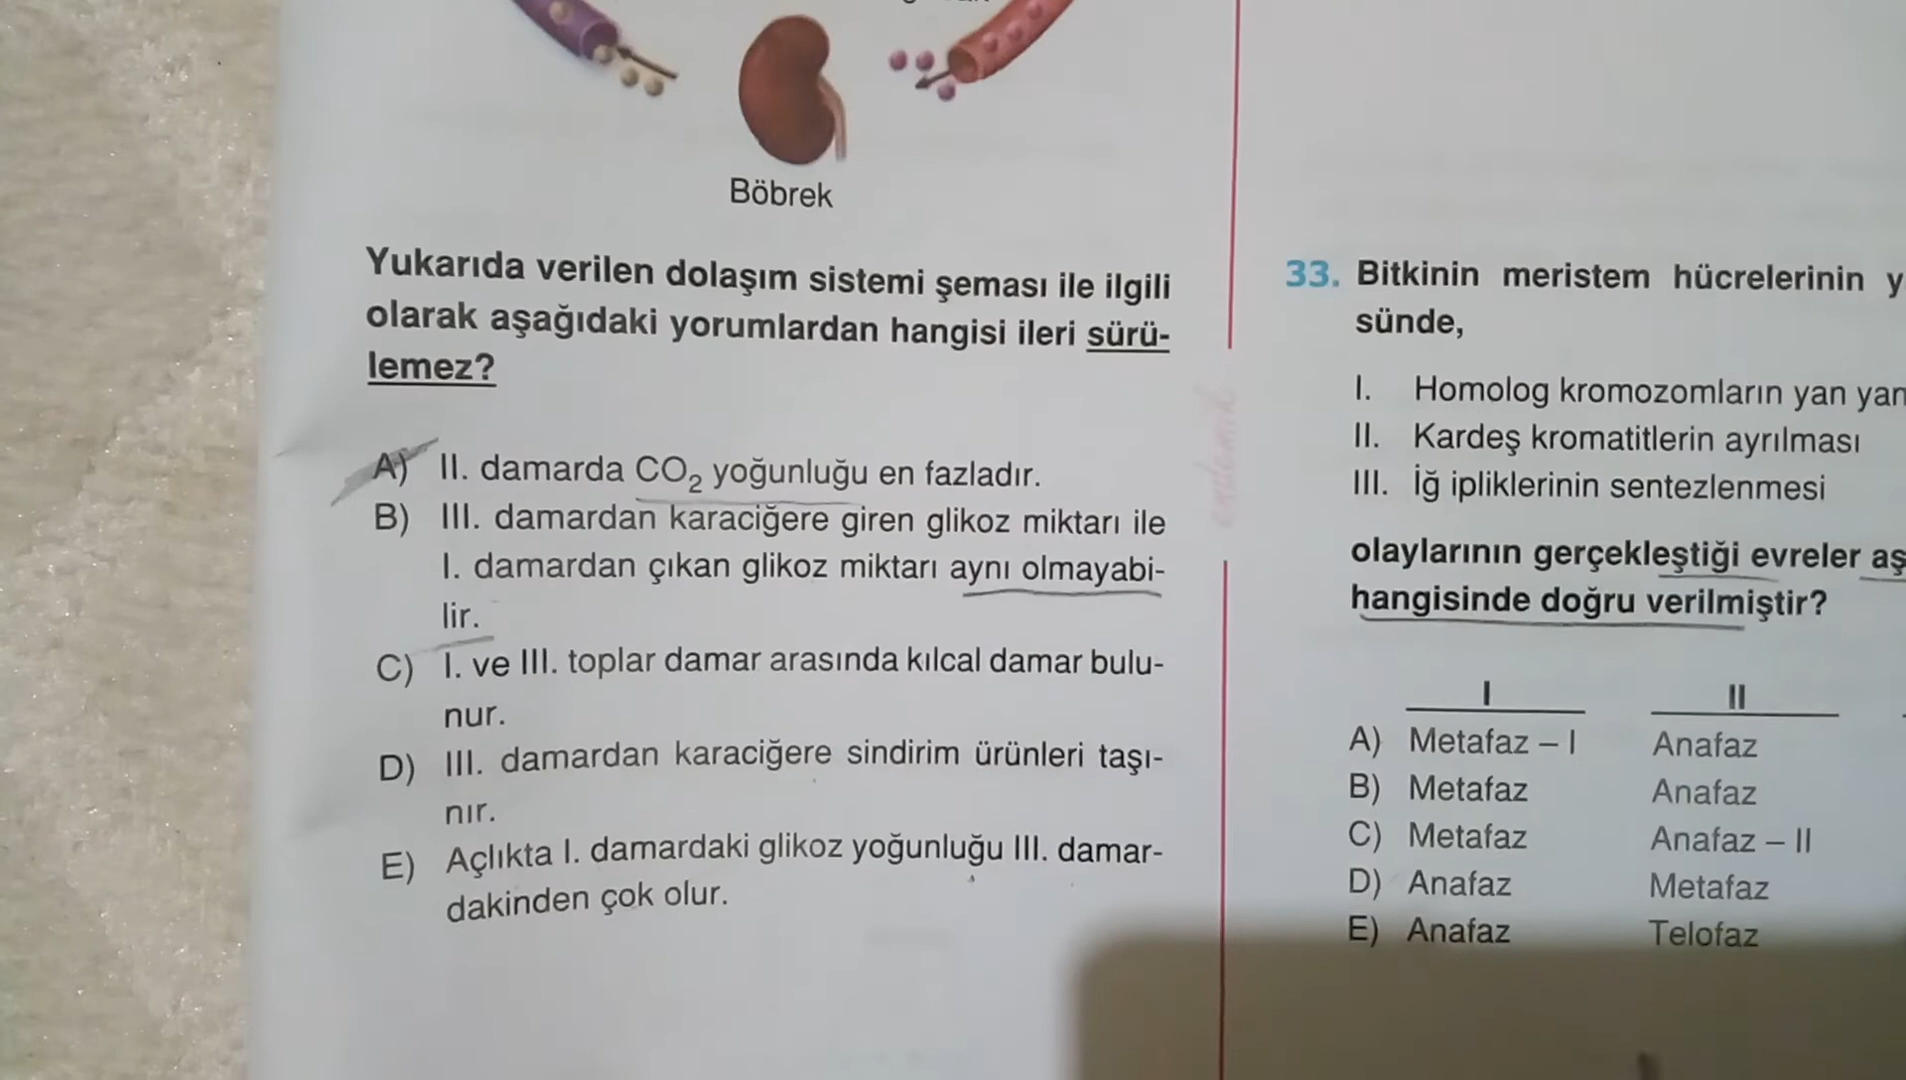 Böbrek
Yukarıda verilen dolaşım sistemi şeması ile ilgili
olarak aşağıdaki yorumlardan hangisi ileri sürü-
lemez?
A) II. damarda CO₂ yoğunluğu en fazladır.
B) III. damardan karaciğere giren glikoz miktarı ile
I. damardan çıkan glikoz miktarı aynı olmayabi-
lir.
C) I. ve III. toplar damar arasında kılcal damar bulu-
nur.
D) III. damardan karaciğere sindirim ürünleri taşı-
nır.
E) Açlıkta I. damardaki glikoz yoğunluğu III. damar-
dakinden çok olur.
endemik
33. Bitkinin meristem hücrelerinin y
sünde,
I. Homolog kromozomların yan yan
II. Kardeş kromatitlerin ayrılması
III. İğ ipliklerinin sentezlenmesi
olaylarının gerçekleştiği evreler aş
hangisinde doğru verilmiştir?
I II
A) Metafaz – I Anafaz
B) Metafaz Anafaz
C) Metafaz Anafaz – II
D) Anafaz Metafaz
E) Anafaz Telofaz